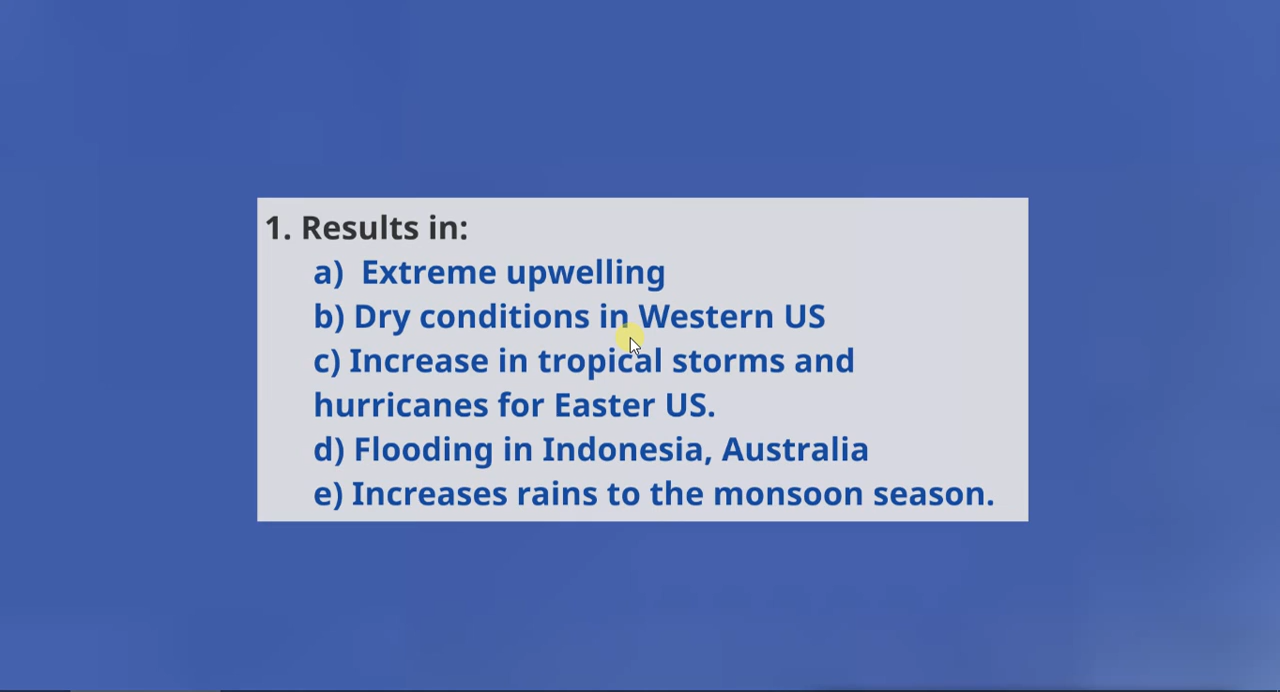 1. Results in:
a) Extreme upwelling
b) Dry conditions in Western US
c) Increase in tropical storms and
hurricanes for Easter US.
d) Flooding in Indonesia, Australia
e) Increases rains to the monsoon season.